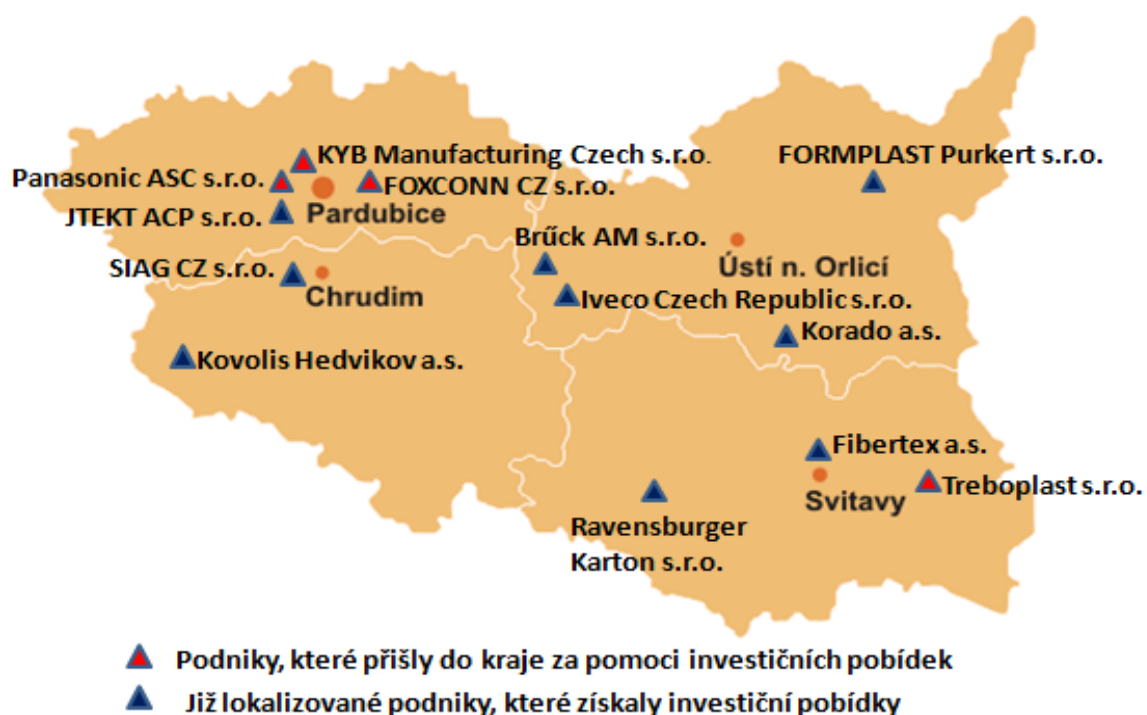 KYB Manufacturing Czech s.r.o.
FORMPLAST Purkert s.r.o.
Panasonic ASC s.r.o.
FOXCONN CZ s.r.o.
JTEKT ACP s.r.o.
Pardubice
Brűck AM s.r.o.
Ústí n. Orlicí
SIAG CZ s.r.o.
Chrudim
Iveco Czech Republic s.r.o.
Korado a.s.
Kovolis Hedvikov a.s.
Fibertex a.s.
Treboplast s.r.o.
Svitavy
Ravensburger
Karton s.r.o.
Podniky, které přišly do kraje za pomoci investičních pobídek
Již lokalizované podniky, které získaly investiční pobídky